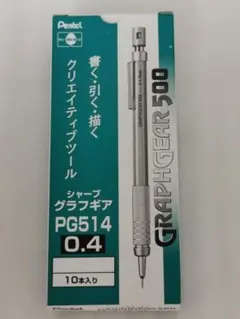 Pentel
書く・引く・描く
クリエイティブツール
シャープ
グラフギア
PG514
0.4
10本入り
GRAPHGEAR 500
Pentel